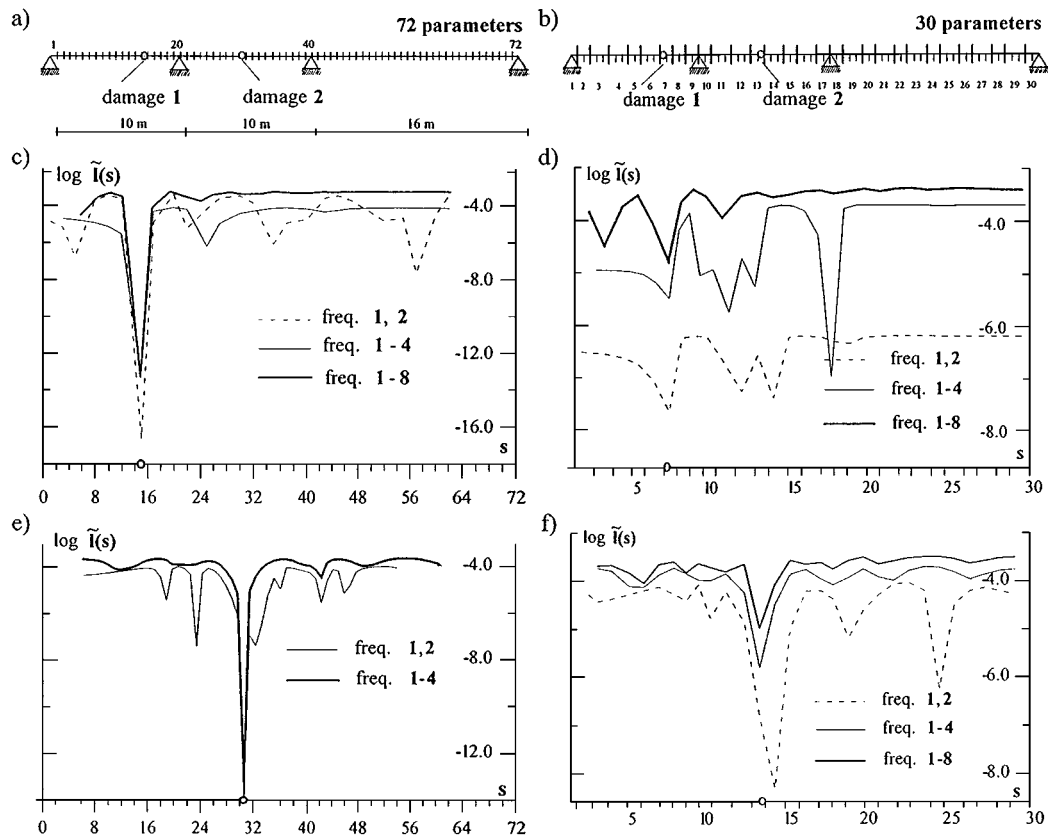 a)
72 parameters
1 20 40 72
damage 1 damage 2
10 m 10 m 16 m
b)
30 parameters
1 2 3 4 5 6 7 8 9 10 11 12 13 14 15 16 17 18 19 20 21 22 23 24 25 26 27 28 29 30
damage 1 damage 2
c)
log Ĩ(s)
-4.0
-8.0
-12.0
-16.0
freq. 1, 2
freq. 1 - 4
freq. 1 - 8
s
0 8 16 24 32 40 48 56 64 72
d)
log Ĩ(s)
-4.0
-6.0
-8.0
freq. 1,2
freq. 1-4
freq. 1-8
s
5 10 15 20 25 30
e)
log Ĩ(s)
-4.0
-8.0
-12.0
freq. 1,2
freq. 1-4
s
0 8 16 24 32 40 48 56 64 72
f)
log Ĩ(s)
-4.0
-6.0
-8.0
freq. 1,2
freq. 1-4
freq. 1-8
s
0 5 10 15 20 25 30